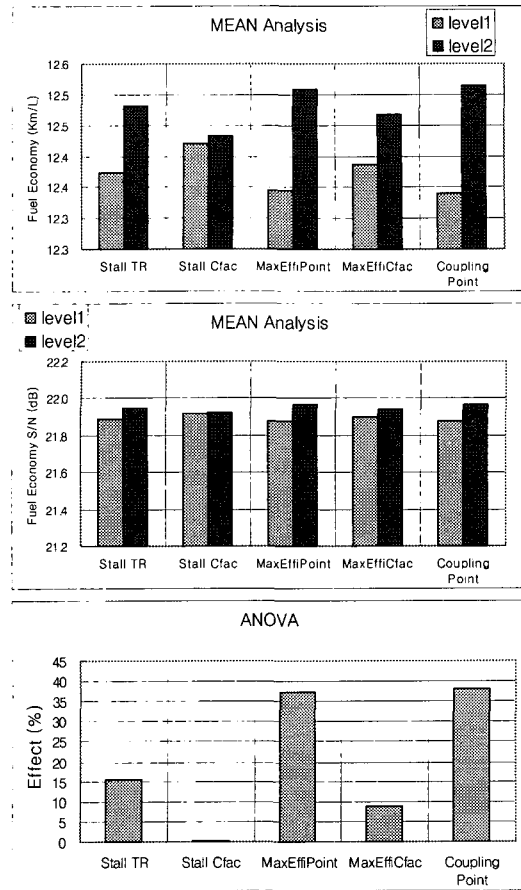 MEAN Analysis
level1
level2
Fuel Economy (Km/L)
12.6
12.5
12.5
12.4
12.4
12.3
12.3
Stall TR
Stall Cfac
MaxEffiPoint
MaxEffiCfac
Coupling
Point
level1
level2
MEAN Analysis
Fuel Economy S/N (dB)
22.2
22.0
21.8
21.6
21.4
21.2
Stall TR
Stall Cfac
MaxEffiPoint
MaxEffiCfac
Coupling
Point
ANOVA
Effect (%)
45
40
35
30
25
20
15
10
5
0
Stall TR
Stall Cfac
MaxEffiPoint
MaxEffiCfac
Coupling
Point